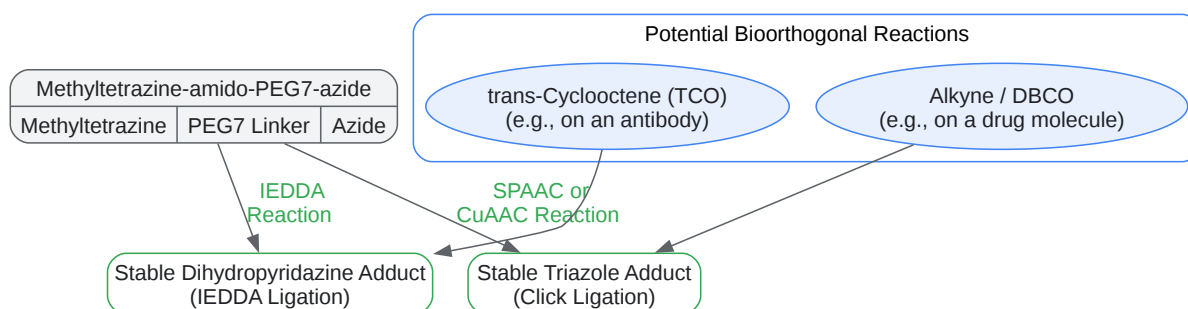 Potential Bioorthogonal Reactions
Methyltetrazine-amido-PEG7-azide
Methyltetrazine
PEG7 Linker
Azide
trans-Cyclooctene (TCO)
(e.g., on an antibody)
Alkyne / DBCO
(e.g., on a drug molecule)
IEDDA
Reaction
SPAAC or
CuAAC Reaction
Stable Dihydropyridazine Adduct
(IEDDA Ligation)
Stable Triazole Adduct
(Click Ligation)